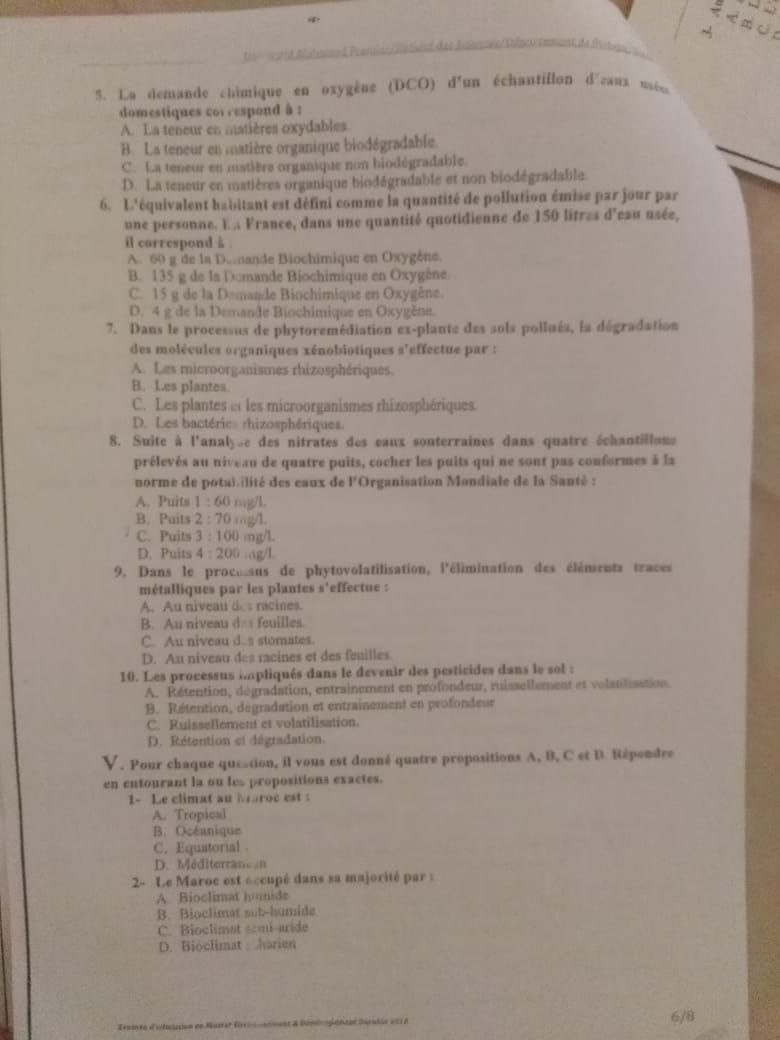 5. La demande chimique en oxygène (DCO) d'un échantillon d'eaux usées
domestiques correspond à :
A. La teneur en matières oxydables.
B. La teneur en matière organique biodégradable.
C. La teneur en matière organique non biodégradable.
D. La teneur en matières organique biodégradable et non biodégradable.
6. L'équivalent habitant est défini comme la quantité de pollution émise par jour par
une personne. En France, dans une quantité quotidienne de 150 litres d'eau usée,
il correspond à :
A. 60 g de la Demande Biochimique en Oxygène.
B. 135 g de la Demande Biochimique en Oxygène.
C. 15 g de la Demande Biochimique en Oxygène.
D. 4 g de la Demande Biochimique en Oxygène.
7. Dans le processus de phytoremédiation ex-planta des sols pollués, la dégradation
des molécules organiques xénobiotiques s'effectue par :
A. Les microorganismes rhizosphériques.
B. Les plantes.
C. Les plantes et les microorganismes rhizosphériques.
D. Les bactéries rhizosphériques.
8. Suite à l'analyse des nitrates des eaux souterraines dans quatre échantillons
prélevés au niveau de quatre puits, cocher les puits qui ne sont pas conformes à la
norme de potabilité des eaux de l'Organisation Mondiale de la Santé :
A. Puits 1 : 60 mg/l.
B. Puits 2 : 70 mg/l.
C. Puits 3 : 100 mg/l.
D. Puits 4 : 200 mg/l.
9. Dans le processus de phytovolatilisation, l'élimination des éléments traces
métalliques par les plantes s'effectue :
A. Au niveau des racines.
B. Au niveau des feuilles.
C. Au niveau des stomates.
D. Au niveau des racines et des feuilles.
10. Les processus impliqués dans le devenir des pesticides dans le sol :
A. Rétention, dégradation, entrainement en profondeur, ruissellement et volatilisation.
B. Rétention, dégradation et entrainement en profondeur
C. Ruissellement et volatilisation.
D. Rétention et dégradation.
V. Pour chaque question, il vous est donné quatre propositions A, B, C et D. Répondre
en entourant la ou les propositions exactes.
1- Le climat au Maroc est :
A. Tropical
B. Océanique
C. Equatorial
D. Méditerranéen
2- Le Maroc est occupé dans sa majorité par :
A. Bioclimat humide
B. Bioclimat sub-humide
C. Bioclimat semi-aride
D. Bioclimat
Examen d'admission en Master Environnement & Développement Durable
6/8
J.
A.
B.
C.